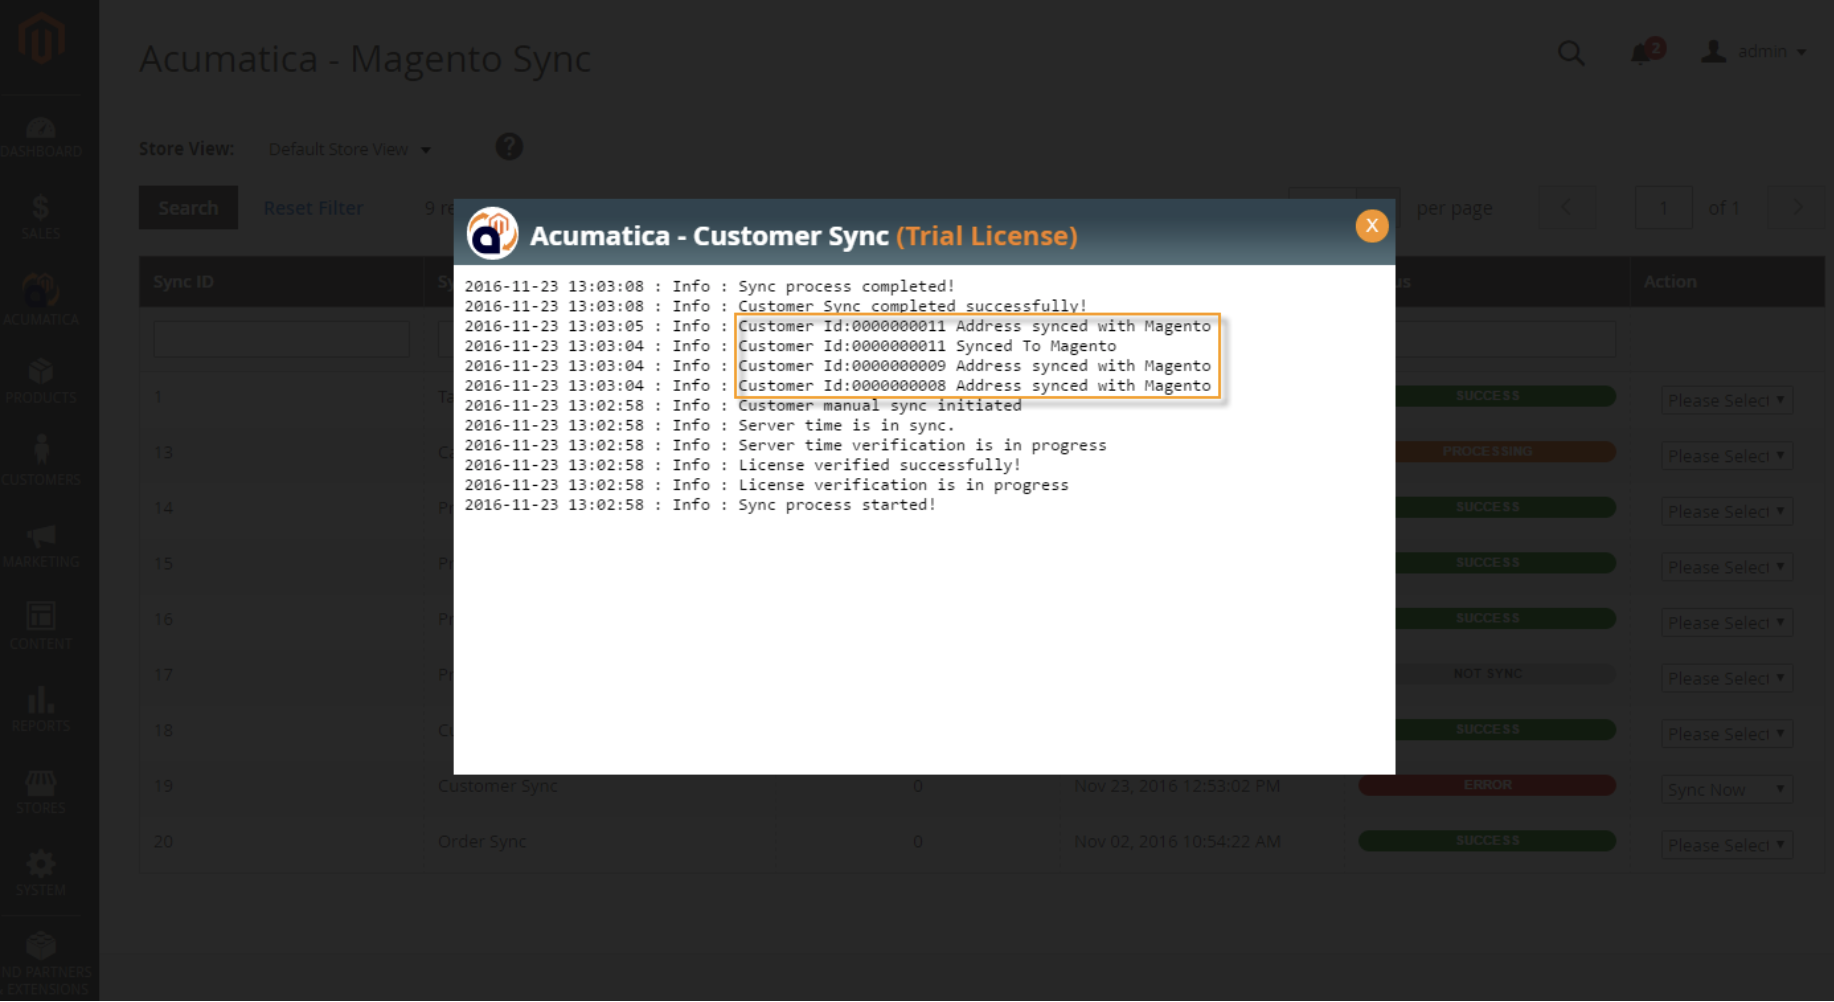 Acumatica - Magento Sync
2
admin
DASHBOARD
Store View: Default Store View ?
Search Reset Filter 9 per page 1 of 1
SALES
Acumatica - Customer Sync (Trial License) X
Sync ID Action
ACUMATICA
2016-11-23 13:03:08 : Info : Sync process completed!
2016-11-23 13:03:08 : Info : Customer Sync completed successfully!
2016-11-23 13:03:05 : Info : Customer Id:0000000011 Address synced with Magento
2016-11-23 13:03:04 : Info : Customer Id:0000000011 Synced To Magento
2016-11-23 13:03:04 : Info : Customer Id:0000000009 Address synced with Magento
2016-11-23 13:03:04 : Info : Customer Id:0000000008 Address synced with Magento
2016-11-23 13:02:58 : Info : Customer manual sync initiated
2016-11-23 13:02:58 : Info : Server time is in sync.
2016-11-23 13:02:58 : Info : Server time verification is in progress
2016-11-23 13:02:58 : Info : License verified successfully!
2016-11-23 13:02:58 : Info : License verification is in progress
2016-11-23 13:02:58 : Info : Sync process started!
PRODUCTS
1 SUCCESS Please Select
13 PROCESSING Please Select
CUSTOMERS
14 SUCCESS Please Select
15 SUCCESS Please Select
MARKETING
16 SUCCESS Please Select
CONTENT
17 NOT SYNC Please Select
REPORTS
18 SUCCESS Please Select
19 Customer Sync 0 Nov 23, 2016 12:53:02 PM ERROR Sync Now
STORES
20 Order Sync 0 Nov 02, 2016 10:54:22 AM SUCCESS Please Select
SYSTEM
PARTNERS
EXTENSIONS